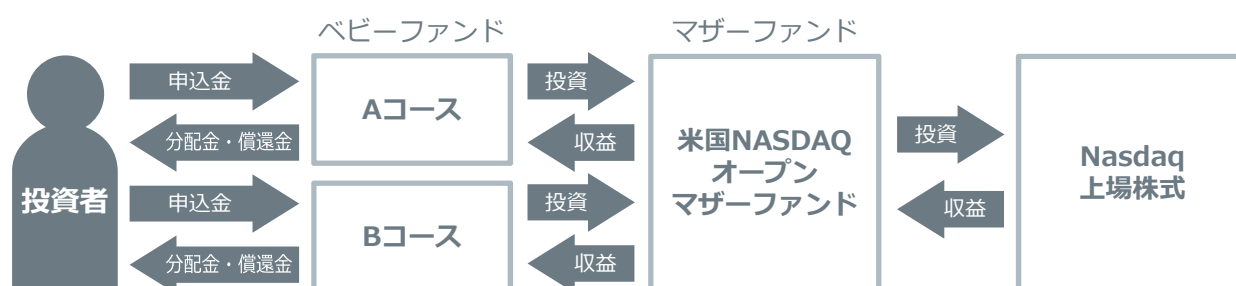 ベビーファンド
マザーファンド
投資者
申込金
分配金・償還金
申込金
分配金・償還金
Aコース
Bコース
投資
収益
投資
収益
米国NASDAQ
オープン
マザーファンド
投資
収益
Nasdaq
上場株式